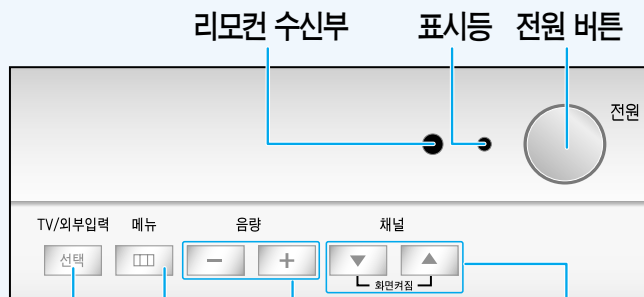 리모컨 수신부 표시등 전원 버튼
전원
TV/외부입력 메뉴 음량 채널
선택
화면켜짐